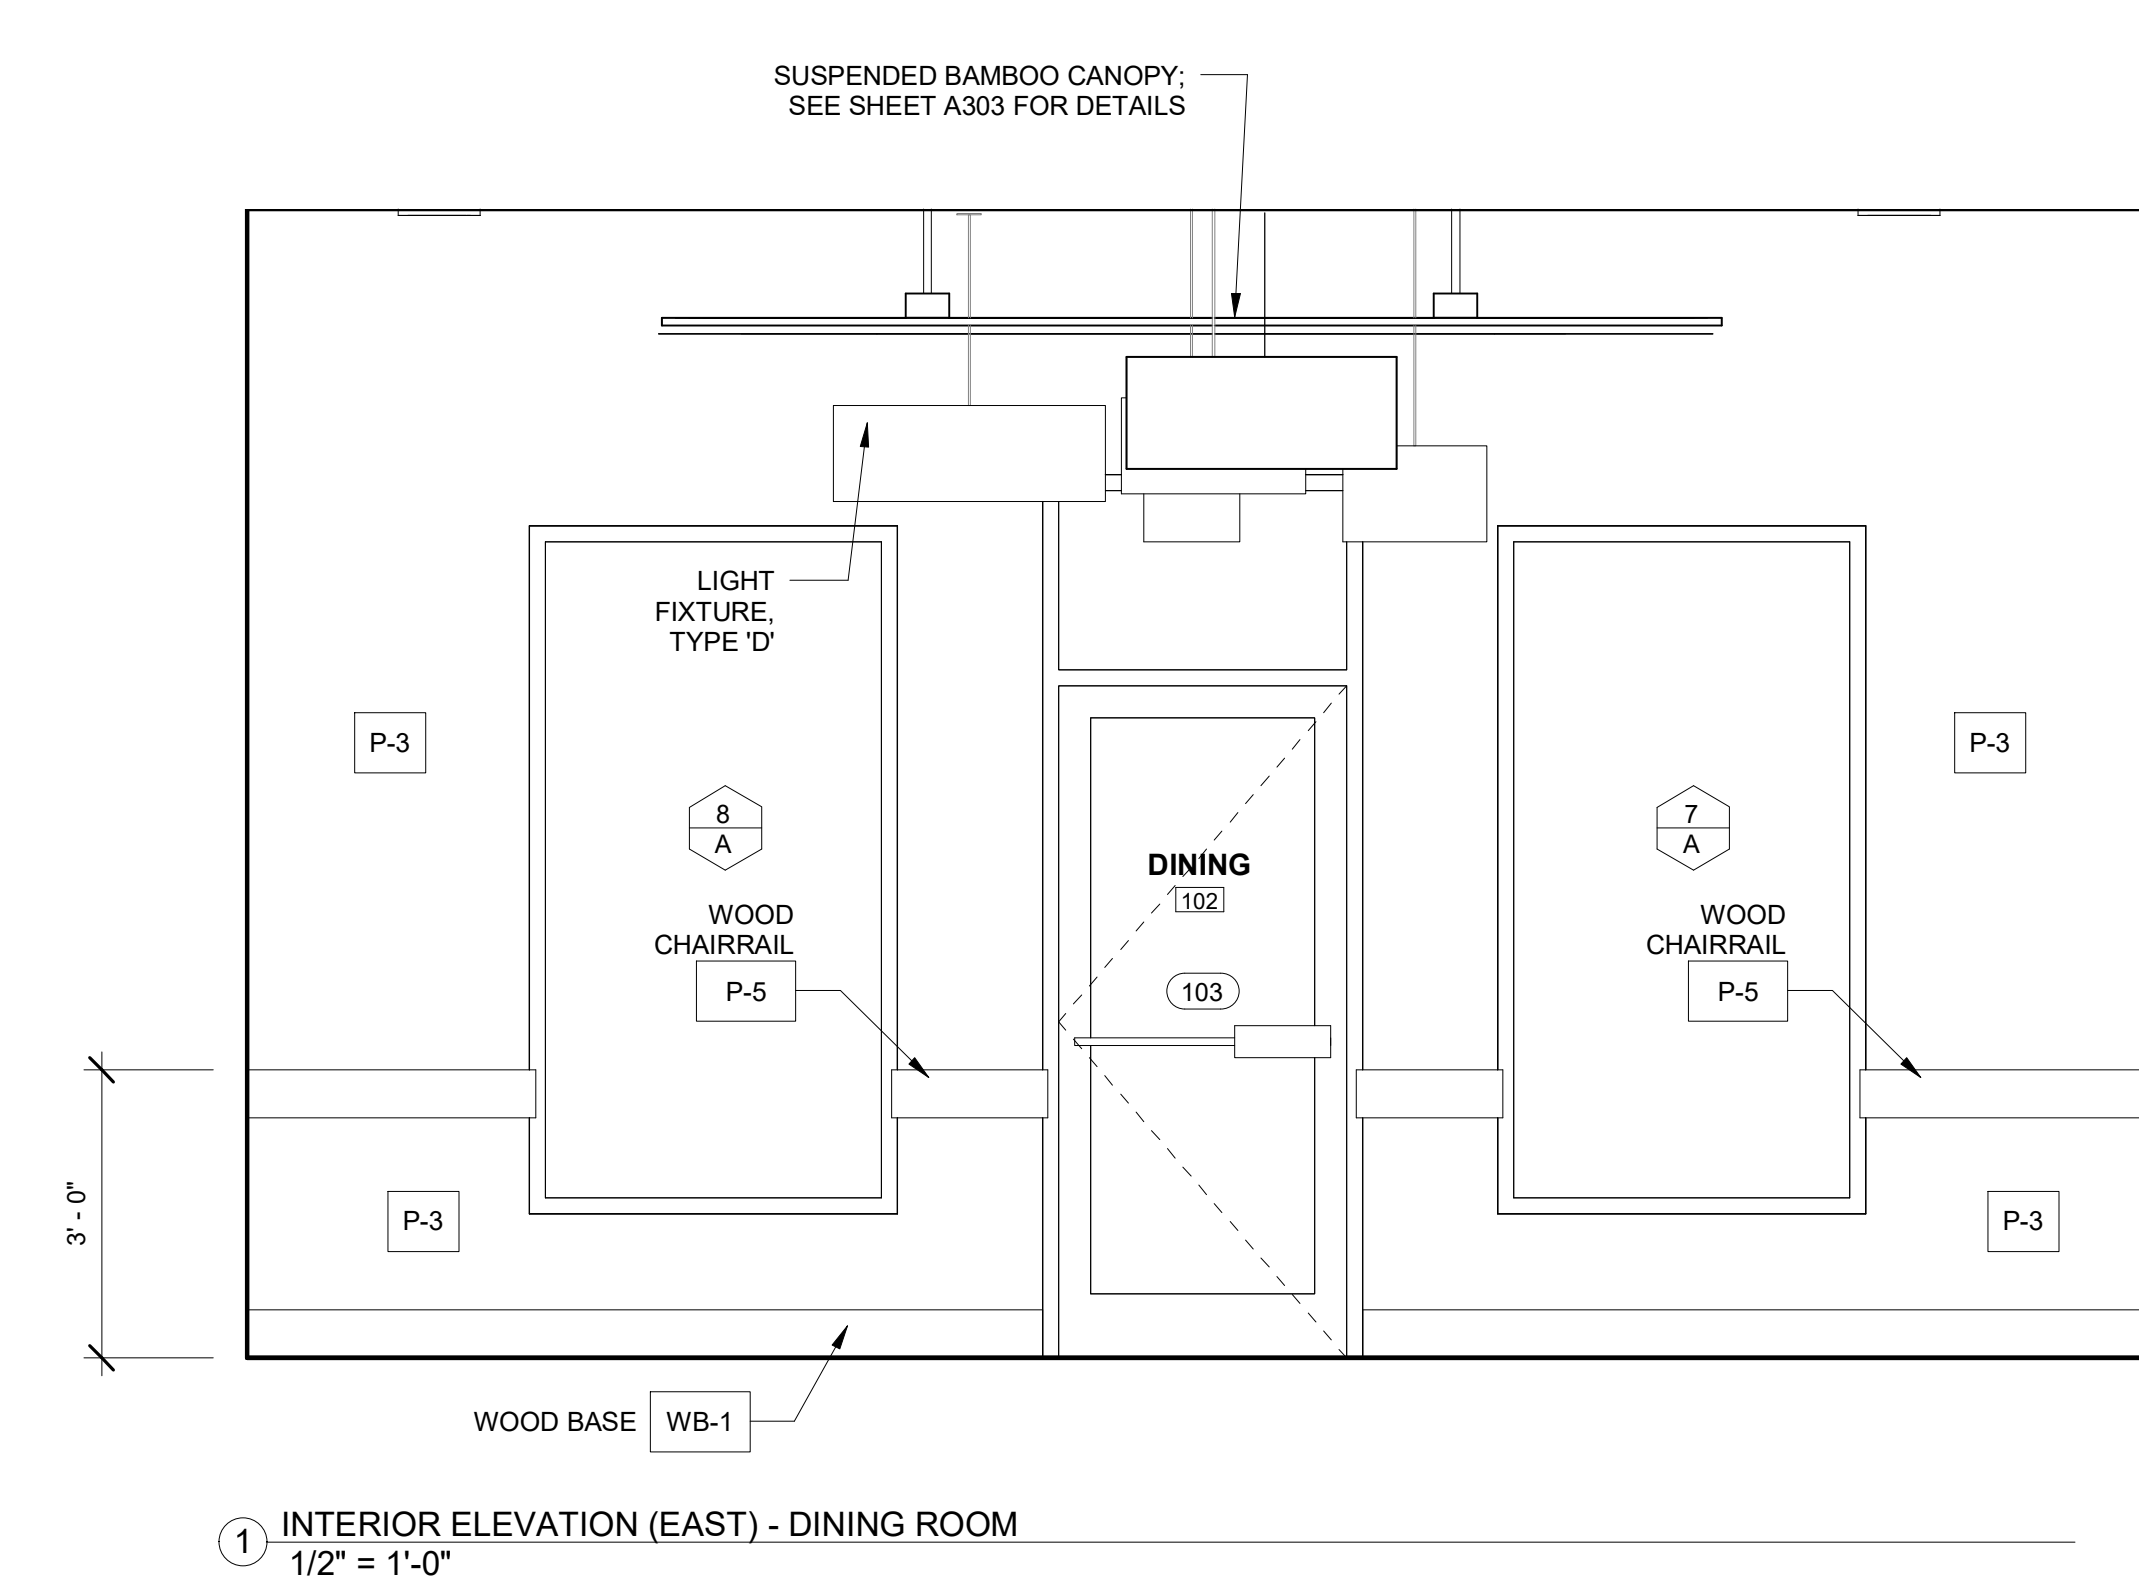 SUSPENDED BAMBOO CANOPY;
SEE SHEET A303 FOR DETAILS
LIGHT
FIXTURE,
TYPE 'D'
P-3
P-3
8
A
7
A
DINING
102
WOOD
CHAIRRAIL
P-5
WOOD
CHAIRRAIL
P-5
103
3' - 0"
P-3
P-3
WOOD BASE
WB-1
1
INTERIOR ELEVATION (EAST) - DINING ROOM
1/2" = 1'-0"